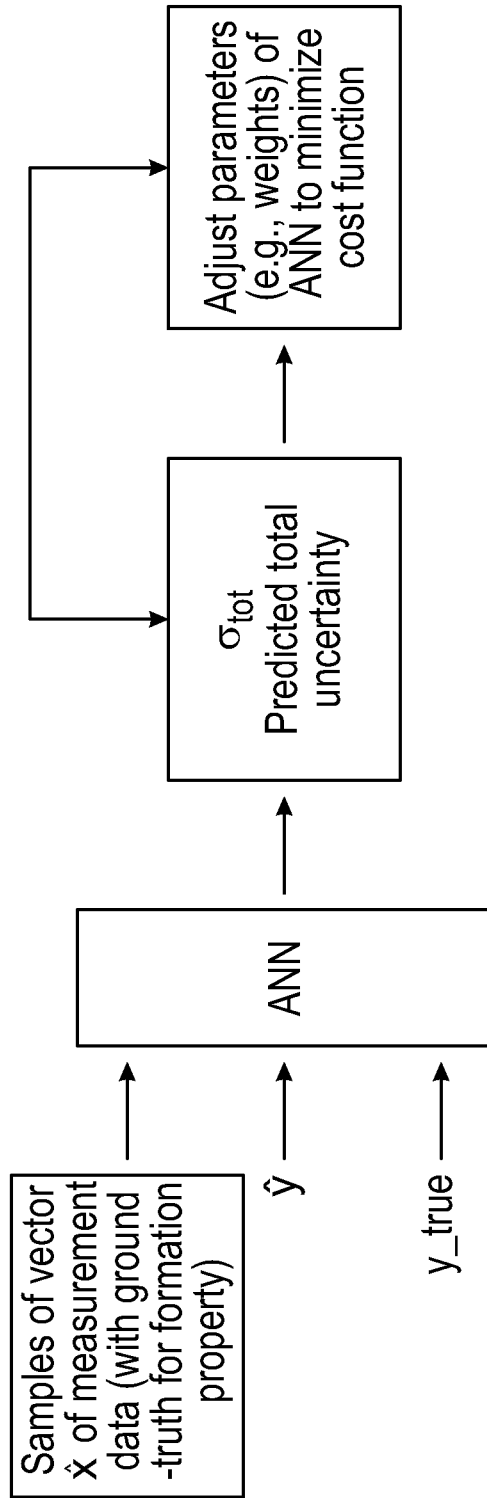 Samples of vector
x̂ of measurement
data (with ground
-truth for formation
property)
ŷ
y_true
ANN
σtot
Predicted total
uncertainty
Adjust parameters
(e.g., weights) of
ANN to minimize
cost function